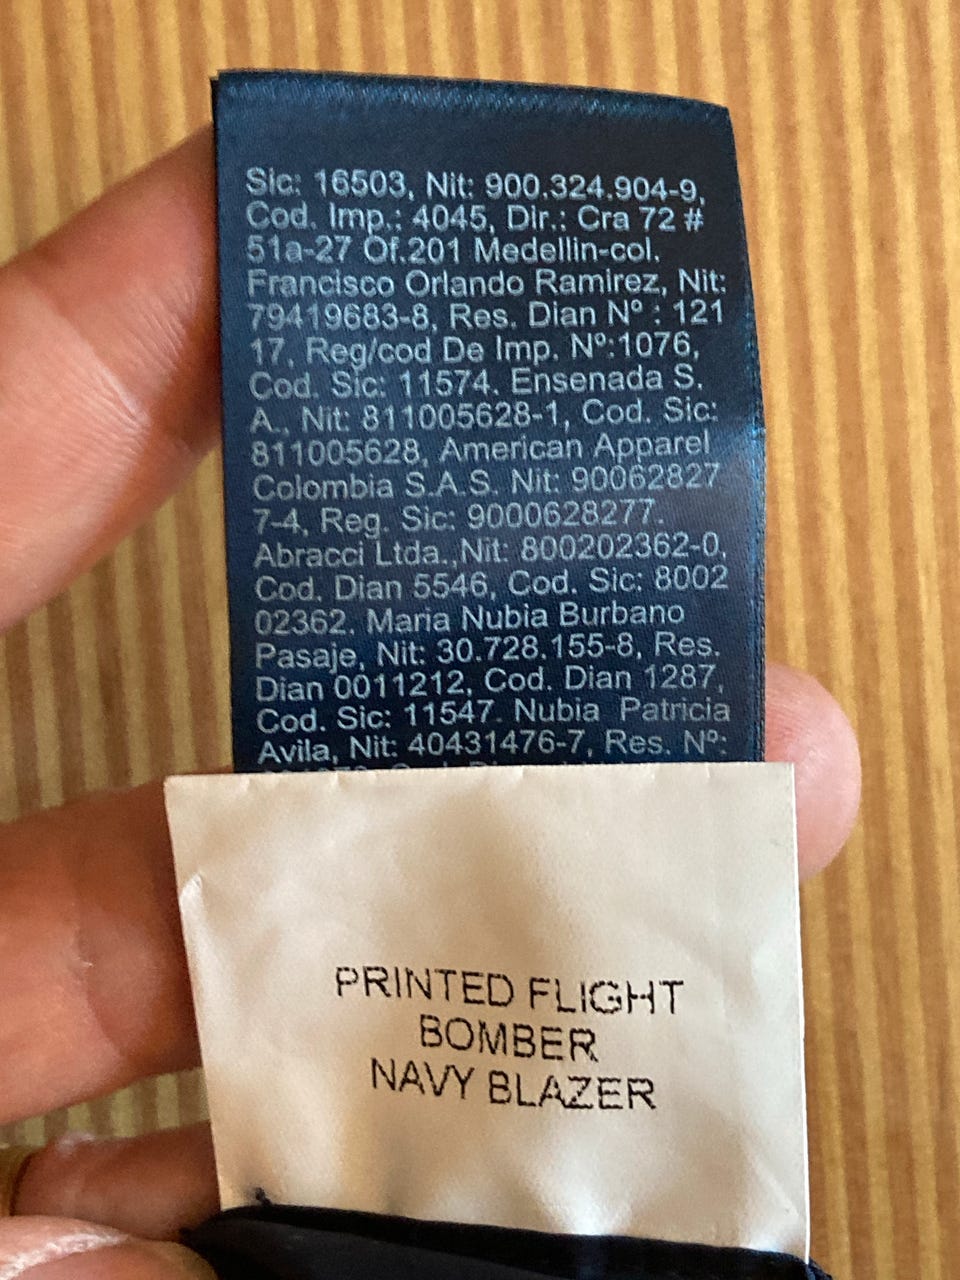 Sic: 16503, Nit: 900.324.904-9,
Cod. Imp.: 4045, Dir.: Cra 72 #
51a-27 Of.201 Medellin-col.
Francisco Orlando Ramirez, Nit:
79419683-8, Res. Dian Nº : 121
17, Reg/cod De Imp. Nº:1076,
Cod. Sic: 11574. Ensenada S.
A., Nit: 811005628-1, Cod. Sic:
811005628, American Apparel
Colombia S.A.S. Nit: 90062827
7-4, Reg. Sic: 9000628277.
Abracci Ltda.,Nit: 800202362-0,
Cod. Dian 5546, Cod. Sic: 8002
02362. Maria Nubia Burbano
Pasaje, Nit: 30.728.155-8, Res.
Dian 0011212, Cod. Dian 1287,
Cod. Sic: 11547. Nubia Patricia
Avila, Nit: 40431476-7, Res. Nº:
PRINTED FLIGHT
BOMBER
NAVY BLAZER